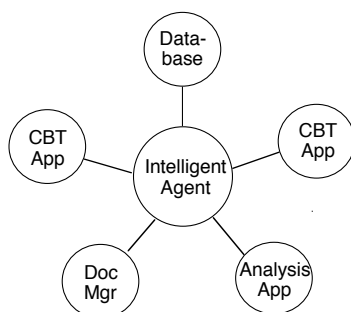 Data-
base
CBT
App
CBT
App
Intelligent
Agent
Doc
Mgr
Analysis
App